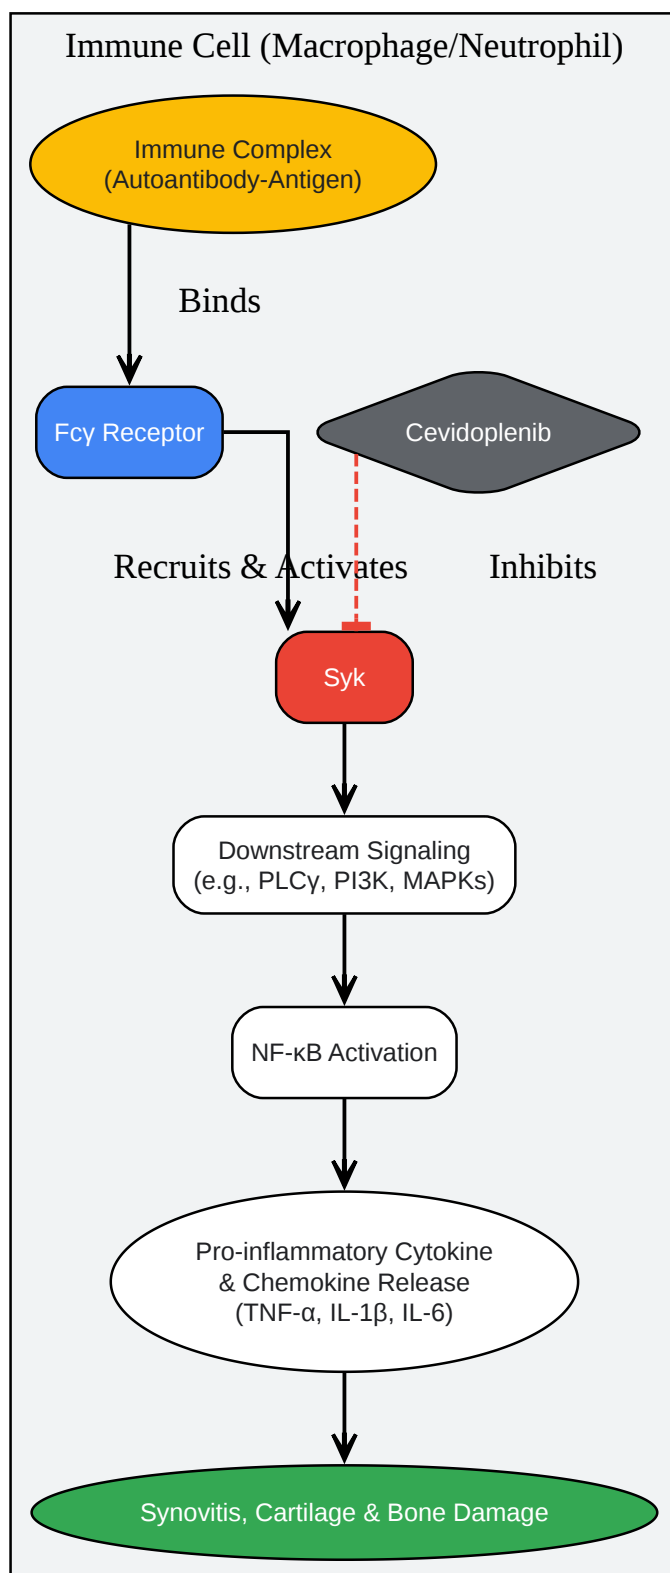 Immune Cell (Macrophage/Neutrophil)
Immune Complex
(Autoantibody-Antigen)
Binds
Fcγ Receptor
Cevidoplenib
Recruits & Activates
Inhibits
Syk
Downstream Signaling
(e.g., PLCγ, PI3K, MAPKs)
NF-κB Activation
Pro-inflammatory Cytokine
& Chemokine Release
(TNF-α, IL-1β, IL-6)
Synovitis, Cartilage & Bone Damage